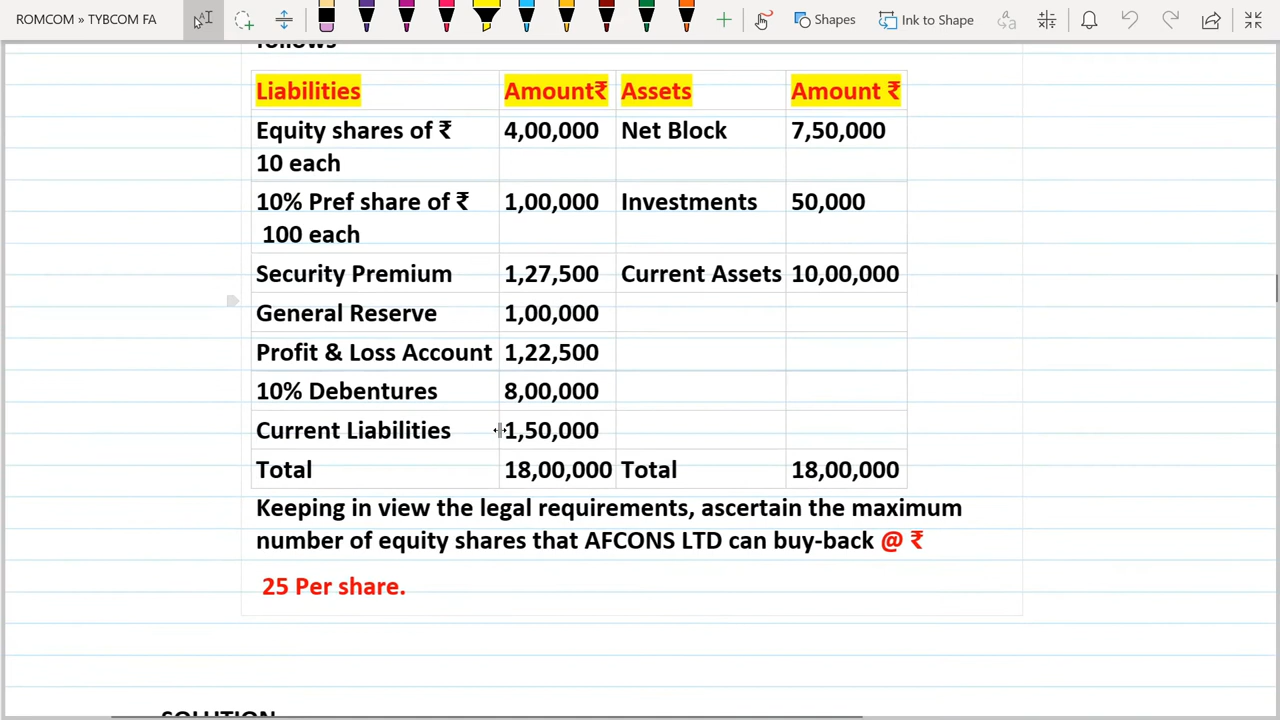 ROMCOM » TYBCOM FA
Shapes
Ink to Shape
follows
Liabilities Amount₹ Assets Amount ₹
Equity shares of ₹ 4,00,000 Net Block 7,50,000
10 each
10% Pref share of ₹ 1,00,000 Investments 50,000
100 each
Security Premium 1,27,500 Current Assets 10,00,000
General Reserve 1,00,000
Profit & Loss Account 1,22,500
10% Debentures 8,00,000
Current Liabilities 1,50,000
Total 18,00,000 Total 18,00,000
Keeping in view the legal requirements, ascertain the maximum
number of equity shares that AFCONS LTD can buy-back @ ₹
25 Per share.
SOLUTION